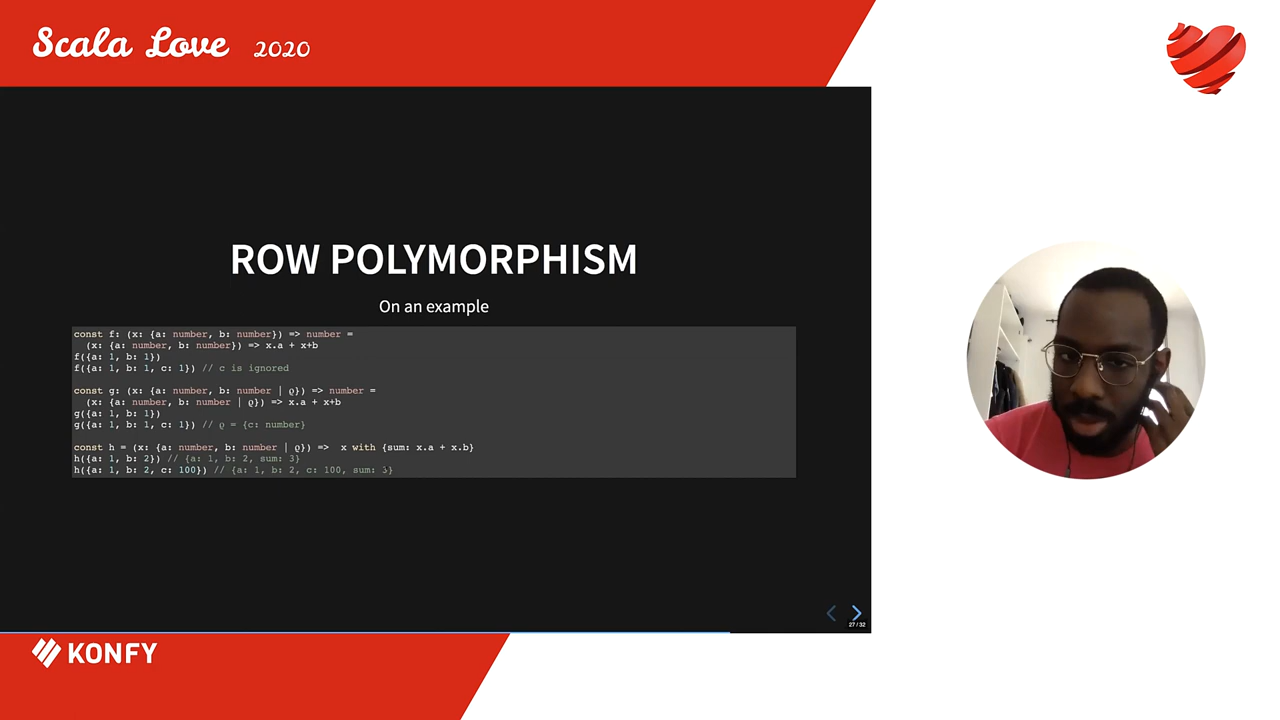 Scala Love 2020
ROW POLYMORPHISM
On an example
const f: (x: {a: number, b: number}) => number =
(x: {a: number, b: number}) => x.a + x+b
f({a: 1, b: 1})
f({a: 1, b: 1, c: 1}) // c is ignored
const g: (x: {a: number, b: number | ϱ}) => number =
(x: {a: number, b: number | ϱ}) => x.a + x+b
g({a: 1, b: 1})
g({a: 1, b: 1, c: 1}) // ϱ = {c: number}
const h = (x: {a: number, b: number | ϱ}) =>  x with {sum: x.a + x.b}
h({a: 1, b: 2}) // {a: 1, b: 2, sum: 3}
h({a: 1, b: 2, c: 100}) // {a: 1, b: 2, c: 100, sum: 3}
27 / 32
KONFY